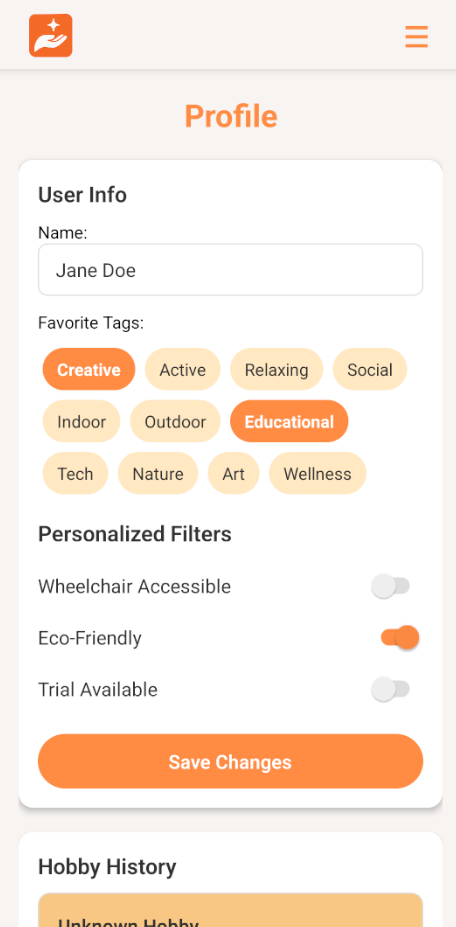 Profile
User Info
Name:
Jane Doe
Favorite Tags:
Creative Active Relaxing Social
Indoor Outdoor Educational
Tech Nature Art Wellness
Personalized Filters
Wheelchair Accessible
Eco-Friendly
Trial Available
Save Changes
Hobby History
Unknown Hobby